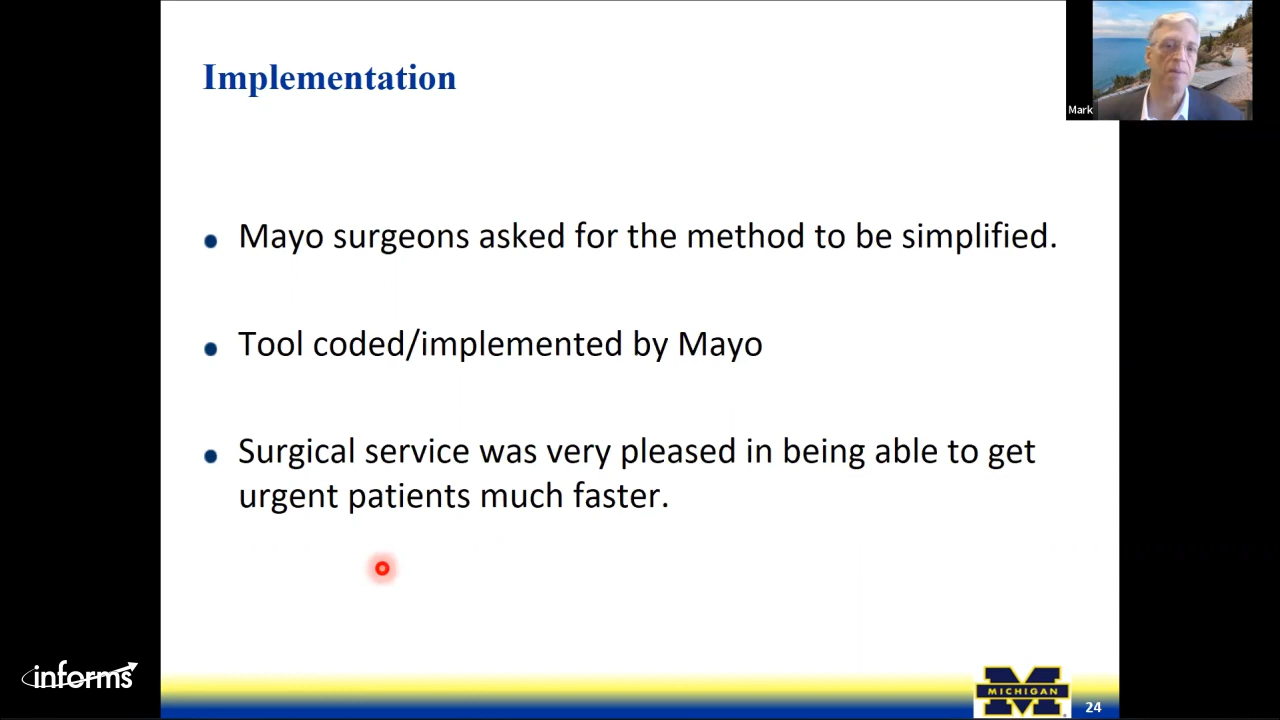 Implementation
Mark
Mayo surgeons asked for the method to be simplified.
Tool coded/implemented by Mayo
Surgical service was very pleased in being able to get
urgent patients much faster.
informs
MICHIGAN
24